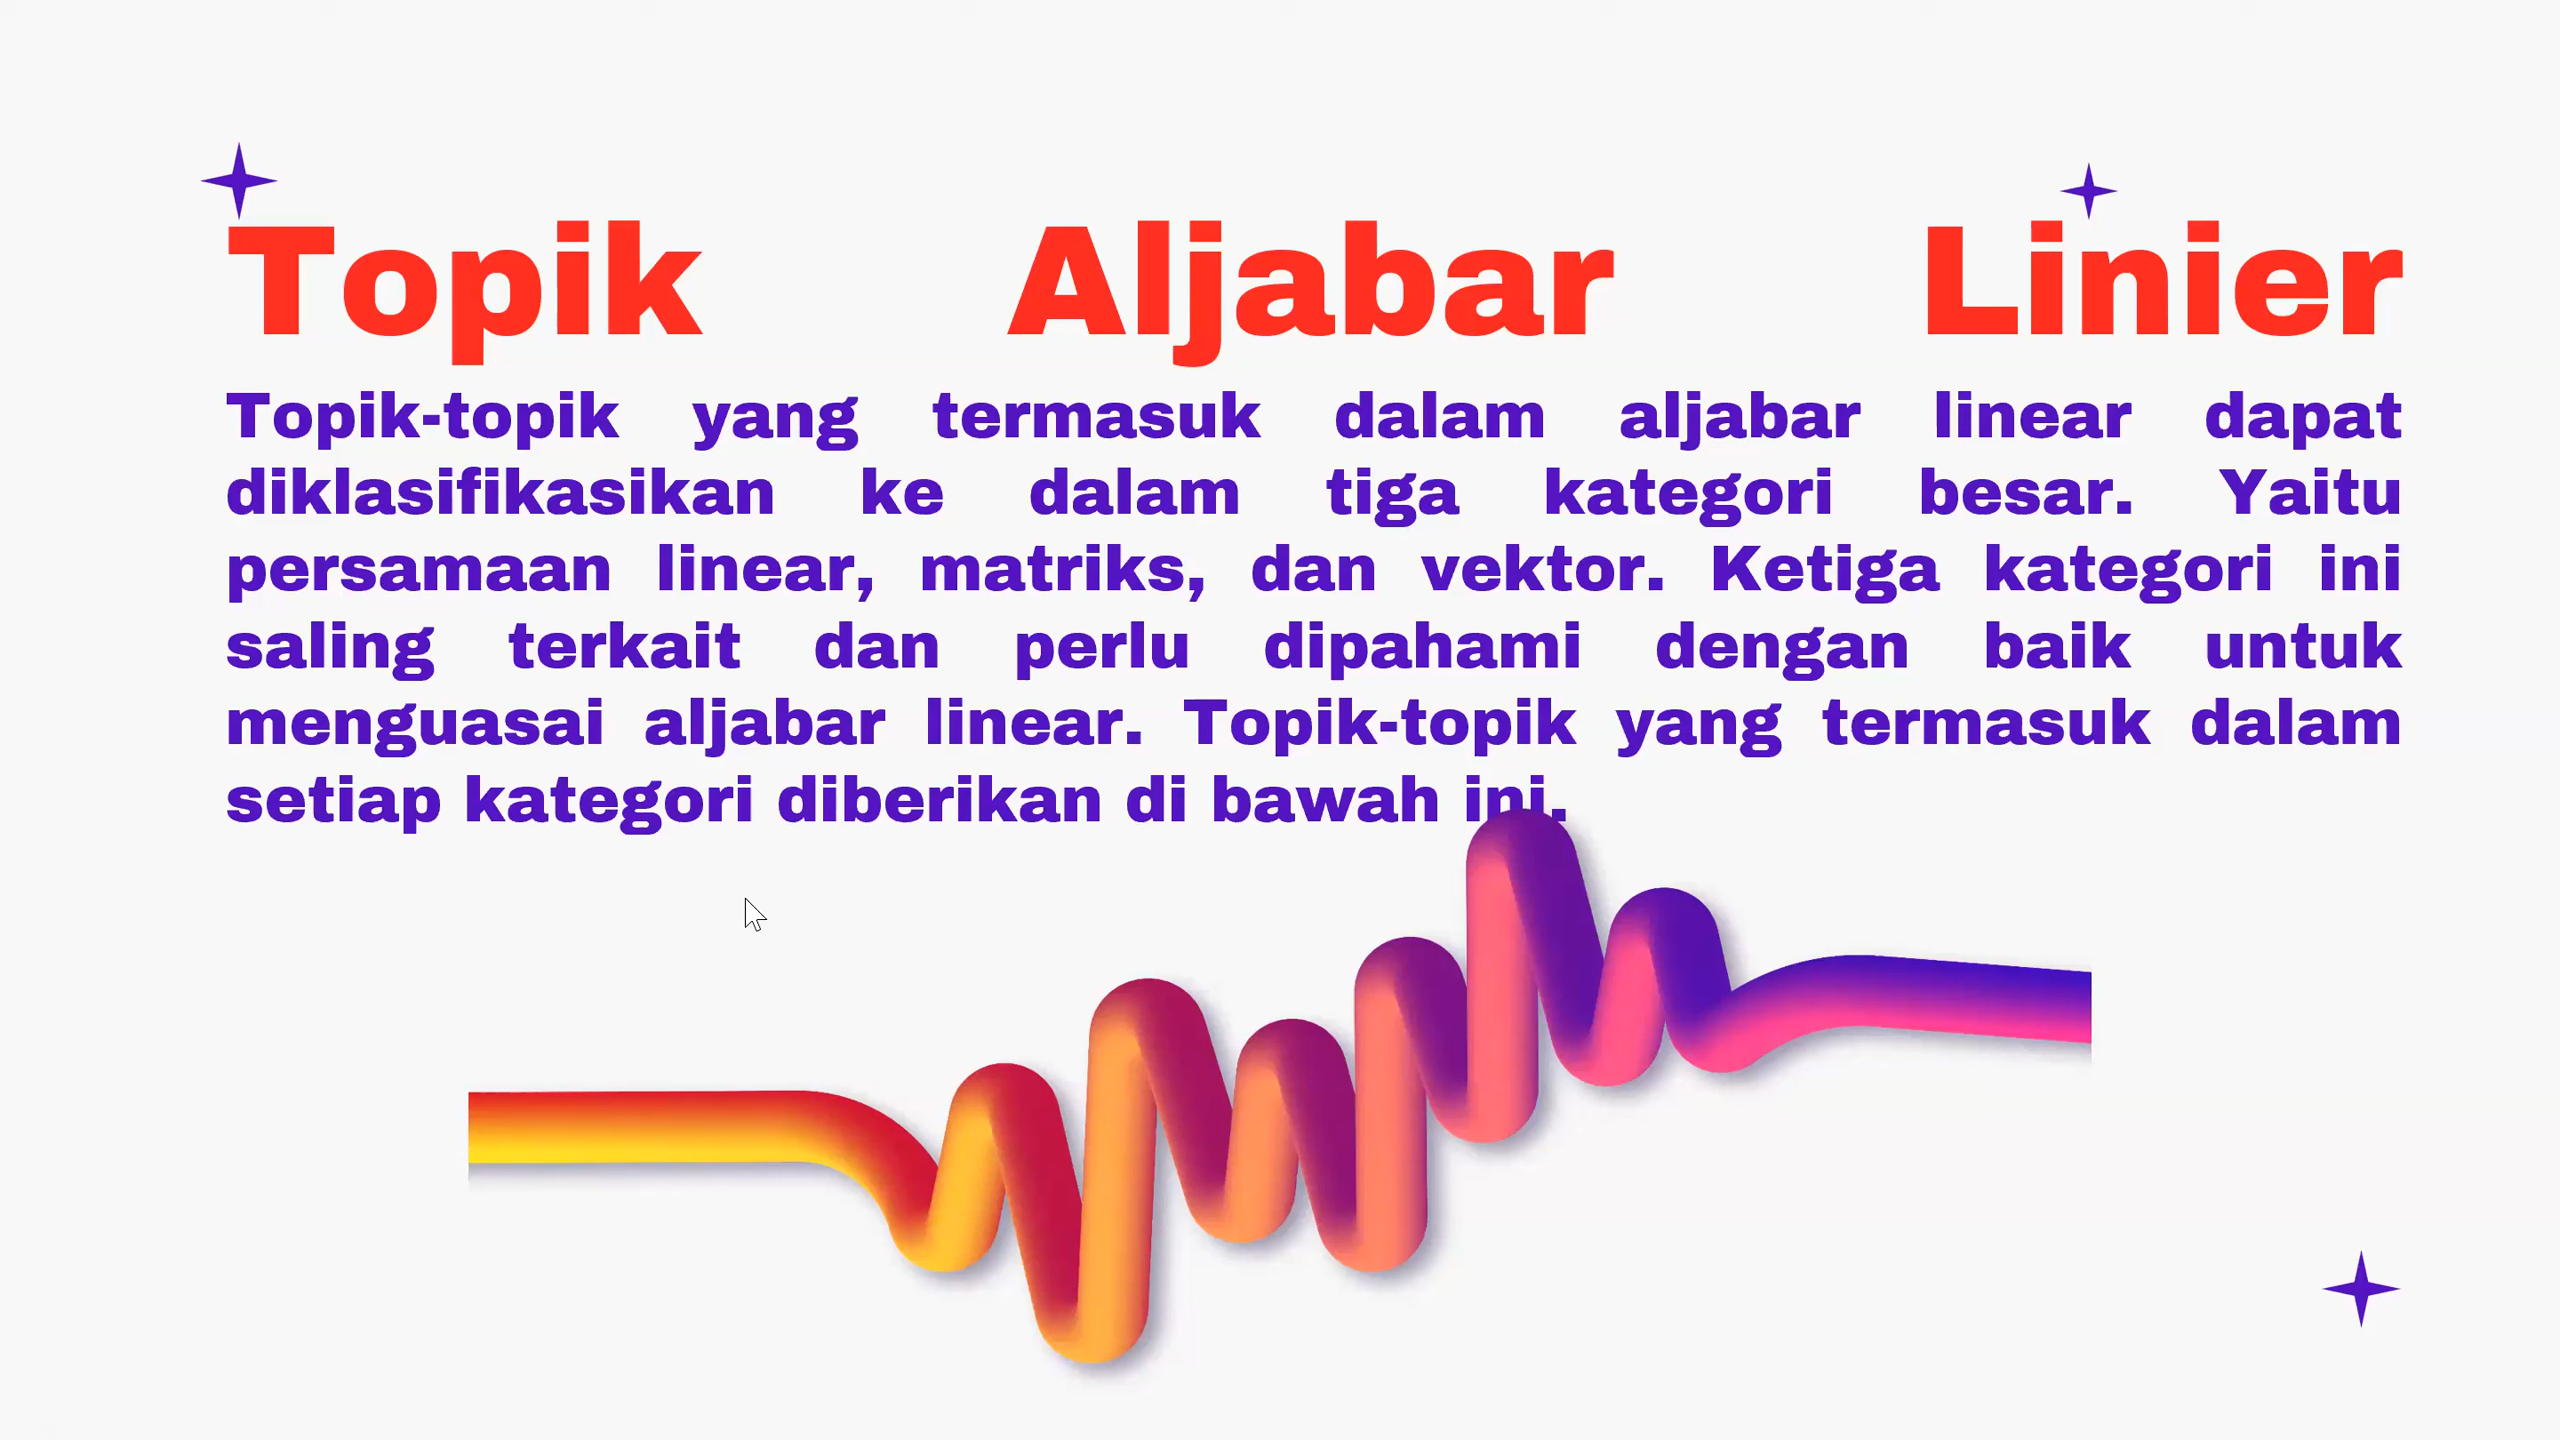 Topik Aljabar Linier
Topik-topik yang termasuk dalam aljabar linear dapat
diklasifikasikan ke dalam tiga kategori besar. Yaitu
persamaan linear, matriks, dan vektor. Ketiga kategori ini
saling terkait dan perlu dipahami dengan baik untuk
menguasai aljabar linear. Topik-topik yang termasuk dalam
setiap kategori diberikan di bawah ini.